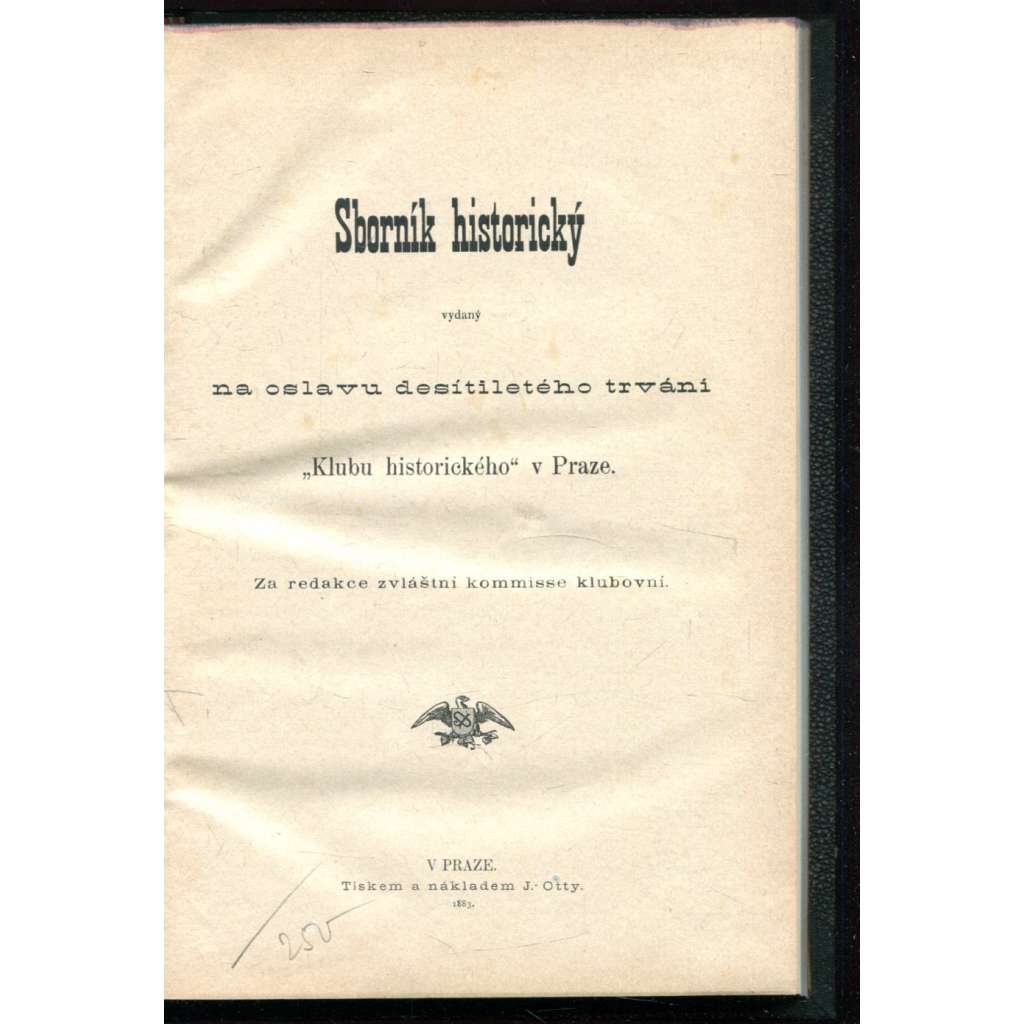 Sborník historický
vydaný
na oslavu desítiletého trvání
„Klubu historického“ v Praze.
Za redakce zvláštní kommisse klubovní.
V PRAZE.
Tiskem a nákladem J. Otty.
1883.
250